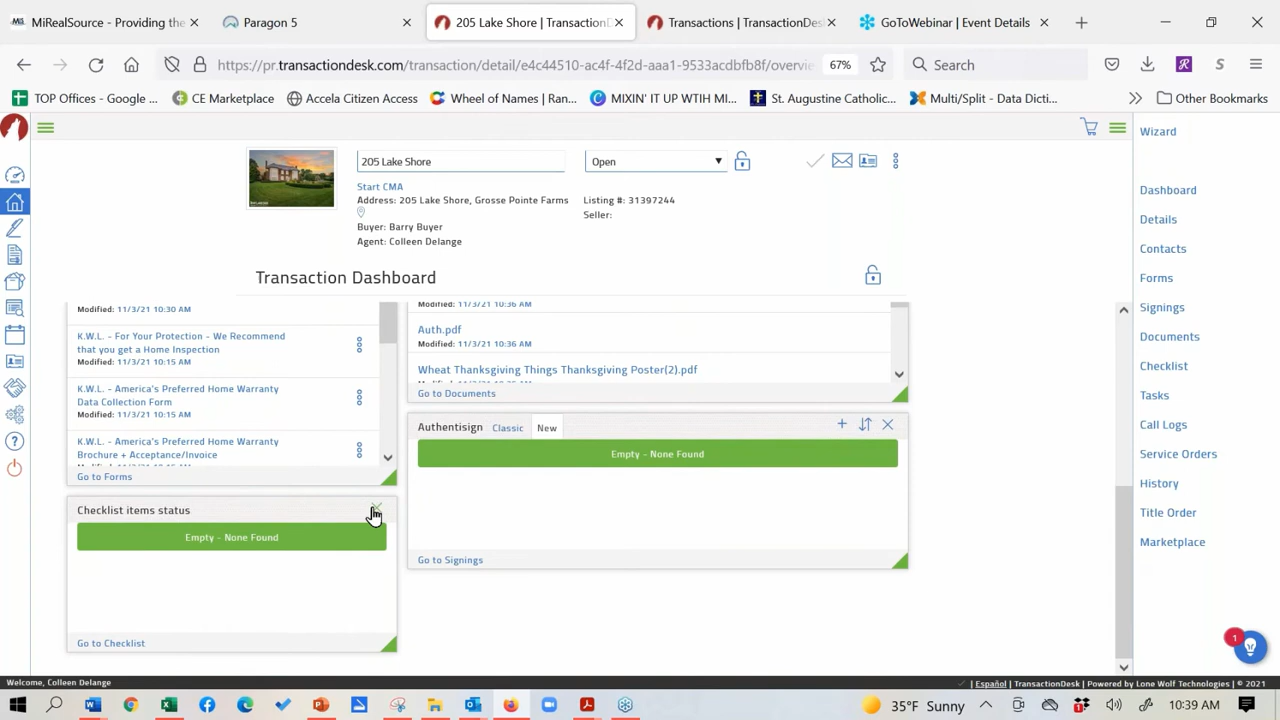 MiRealSource - Providing the
Paragon 5
205 Lake Shore | TransactionD
Transactions | TransactionDes
GoToWebinar | Event Details
https://pr.transactiondesk.com/transaction/detail/e4c44510-ac4f-4f2d-aaa1-9533acdbfb8f/overvie
67%
Search
TOP Offices - Google ...
CE Marketplace
Accela Citizen Access
Wheel of Names | Ran...
MIXIN' IT UP WTIH MI...
St. Augustine Catholic...
Multi/Split - Data Dicti...
Other Bookmarks
205 Lake Shore
Open
Start CMA
Address: 205 Lake Shore, Grosse Pointe Farms
Buyer: Barry Buyer
Agent: Colleen Delange
Listing #: 31397244
Seller:
Transaction Dashboard
Modified: 11/3/21 10:30 AM
K.W.L. - For Your Protection - We Recommend
that you get a Home Inspection
Modified: 11/3/21 10:15 AM
K.W.L. - America's Preferred Home Warranty
Data Collection Form
Modified: 11/3/21 10:15 AM
K.W.L. - America's Preferred Home Warranty
Brochure + Acceptance/Invoice
Go to Forms
Checklist items status
Empty - None Found
Go to Checklist
Modified: 11/3/21 10:36 AM
Auth.pdf
Modified: 11/3/21 10:36 AM
Wheat Thanksgiving Things Thanksgiving Poster(2).pdf
Go to Documents
Authentisign
Classic
New
Empty - None Found
Go to Signings
Wizard
Dashboard
Details
Contacts
Forms
Signings
Documents
Checklist
Tasks
Call Logs
Service Orders
History
Title Order
Marketplace
1
Welcome, Colleen Delange
| Español | TransactionDesk | Powered by Lone Wolf Technologies | © 2021
35°F Sunny
10:39 AM